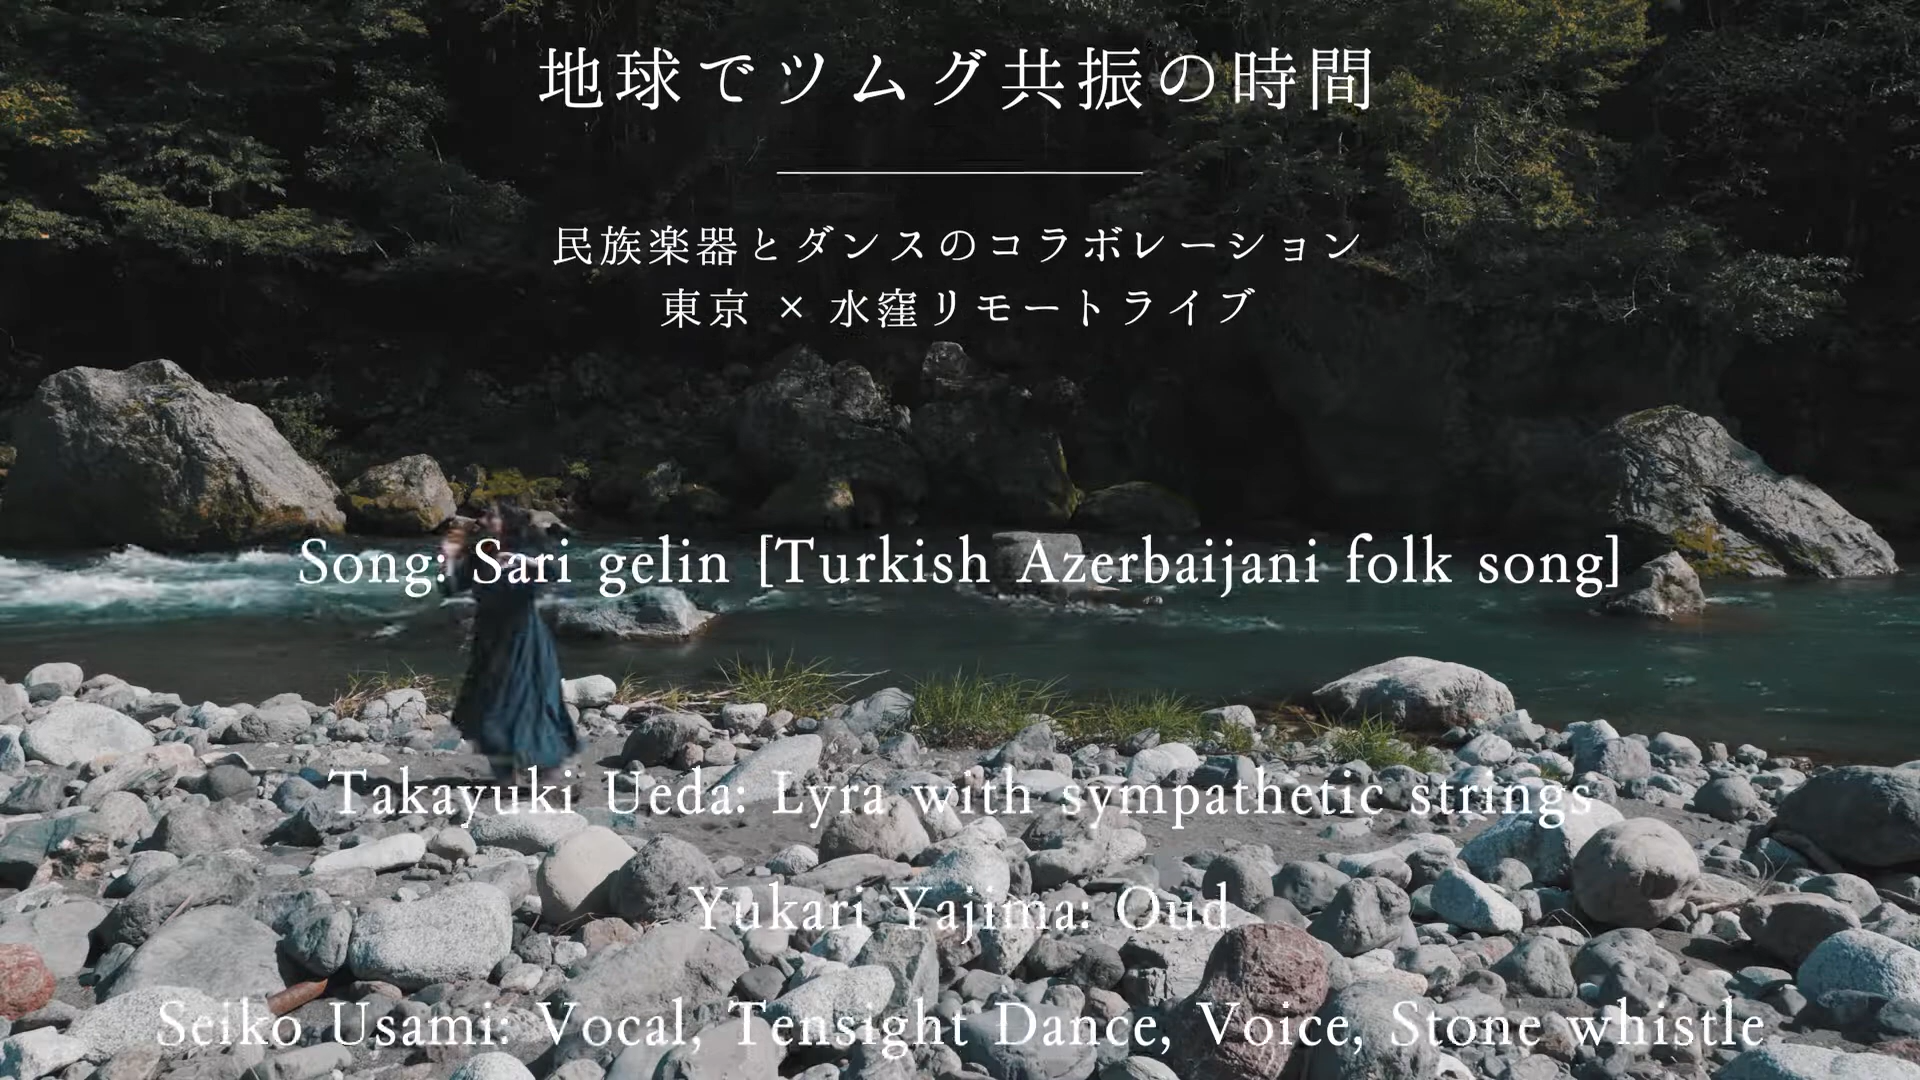 地球でツムグ共振の時間
民族楽器とダンスのコラボレーション
東京 × 水窪リモートライブ
Song: Sari gelin [Turkish Azerbaijani folk song]
Takayuki Ueda: Lyra with sympathetic strings
Yukari Yajima: Oud
Seiko Usami: Vocal, Tensight Dance, Voice, Stone whistle